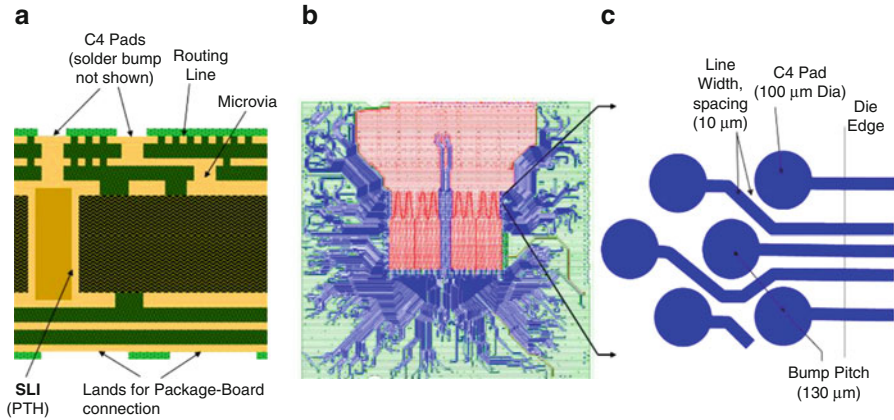 a
C4 Pads
(solder bump
not shown)
Routing
Line
Microvia
SLI
(PTH)
Lands for Package-Board
connection
b
c
Line
Width,
spacing
(10 µm)
C4 Pad
(100 µm Dia)
Die
Edge
Bump Pitch
(130 µm)